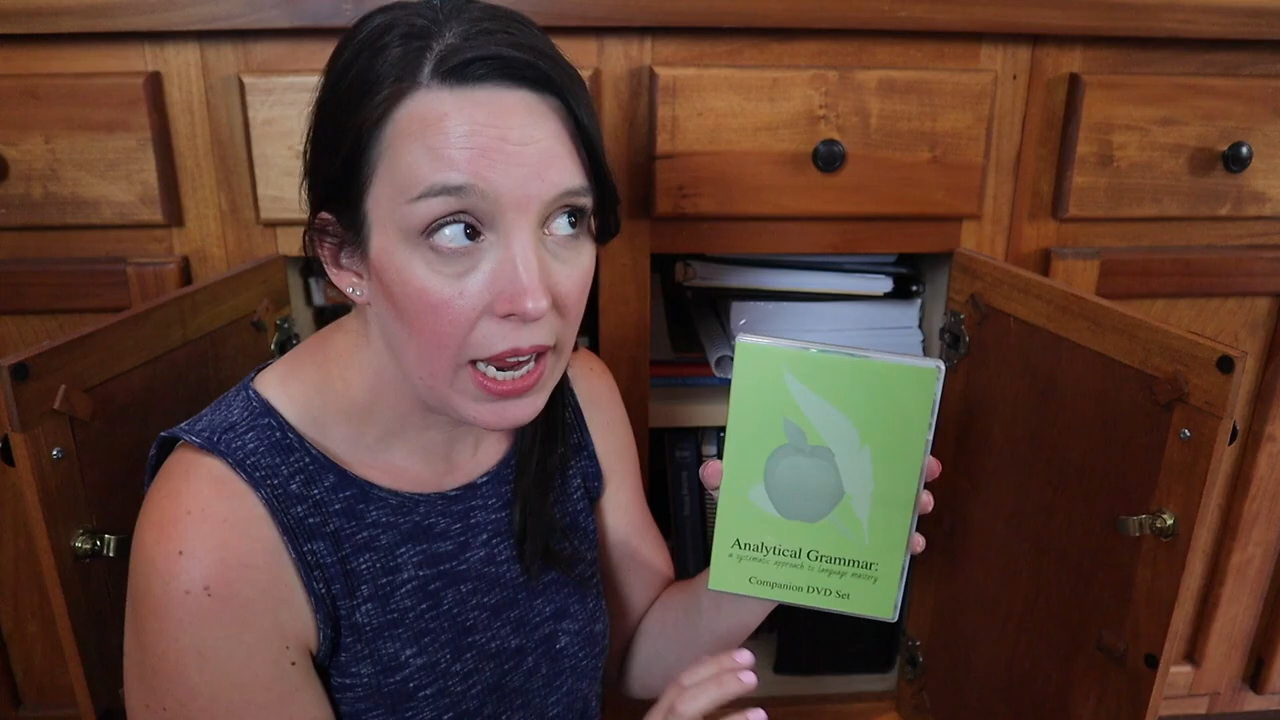 Analytical Grammar:
a systematic approach to language mastery
Companion DVD Set